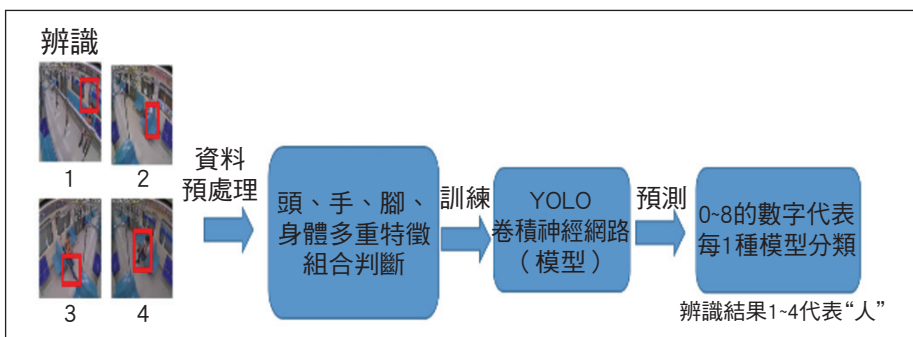 辨識
1
2
3
4
資料
預處理
頭、手、腳、
身體多重特徵
組合判斷
訓練
YOLO
卷積神經網路
（模型）
預測
0~8的數字代表
每1種模型分類
辨識結果1~4代表“人”